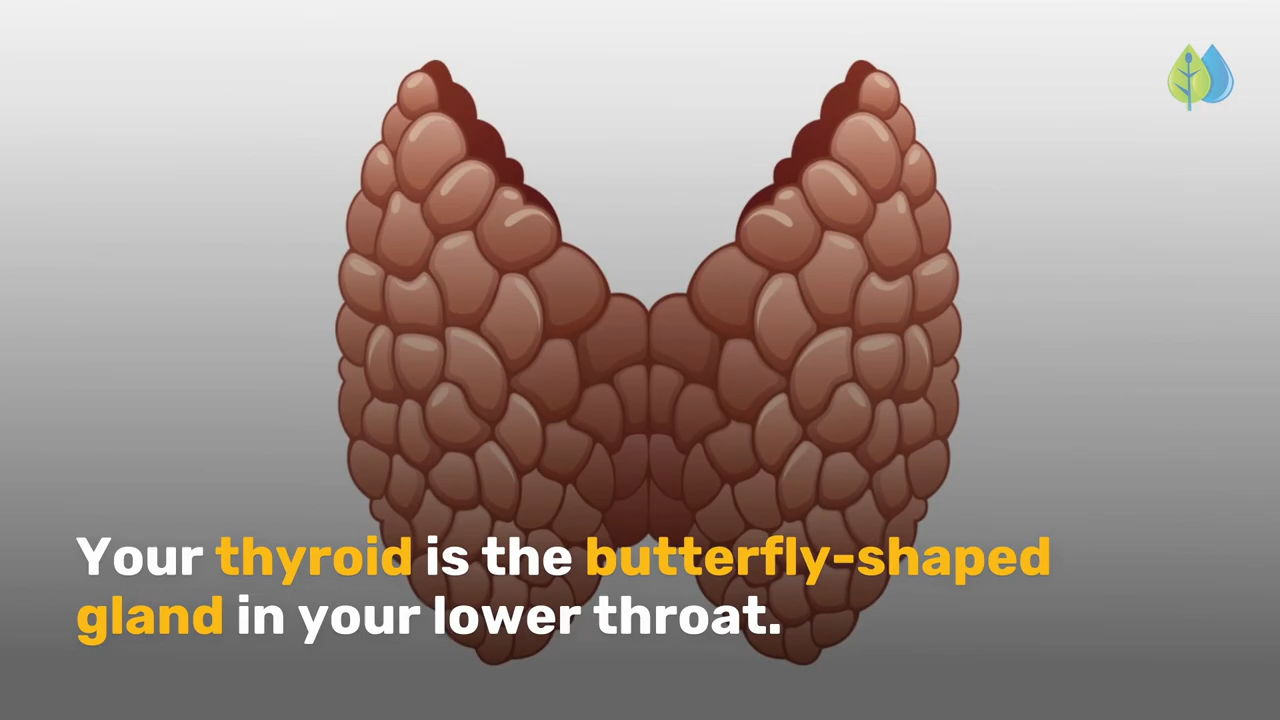 Your thyroid is the butterfly-shaped
gland in your lower throat.